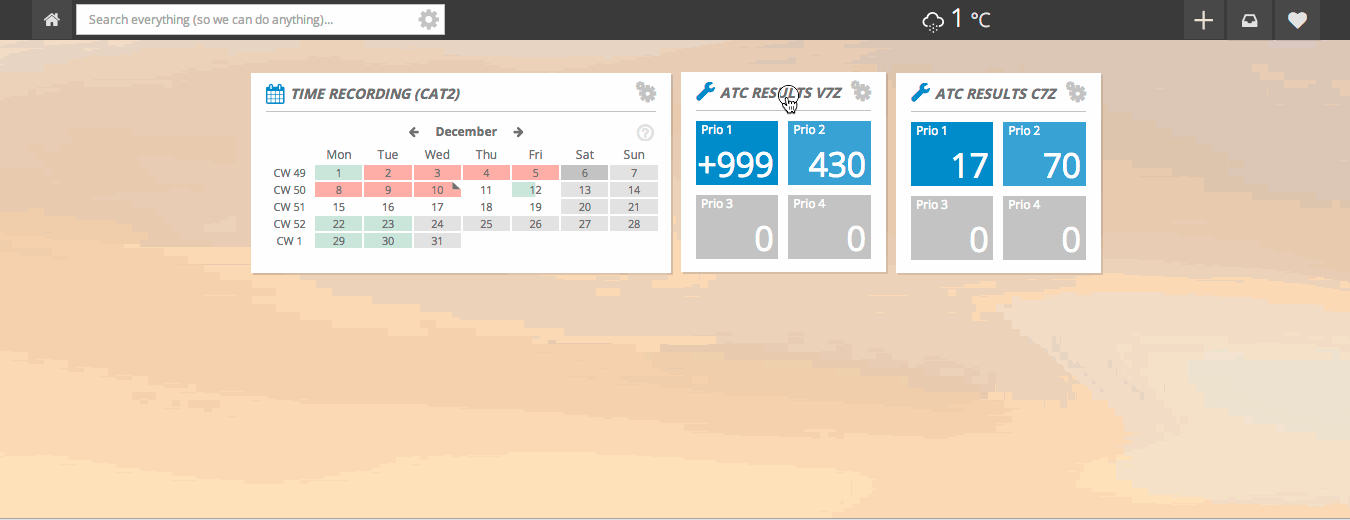 Search everything (so we can do anything)...
1 °C
TIME RECORDING (CAT2)
December
?
Mon Tue Wed Thu Fri Sat Sun
CW 49 1 2 3 4 5 6 7
CW 50 8 9 10 11 12 13 14
CW 51 15 16 17 18 19 20 21
CW 52 22 23 24 25 26 27 28
CW 1 29 30 31
ATC RESULTS V7Z
Prio 1 Prio 2
+999 430
Prio 3 Prio 4
0 0
ATC RESULTS C7Z
Prio 1 Prio 2
17 70
Prio 3 Prio 4
0 0